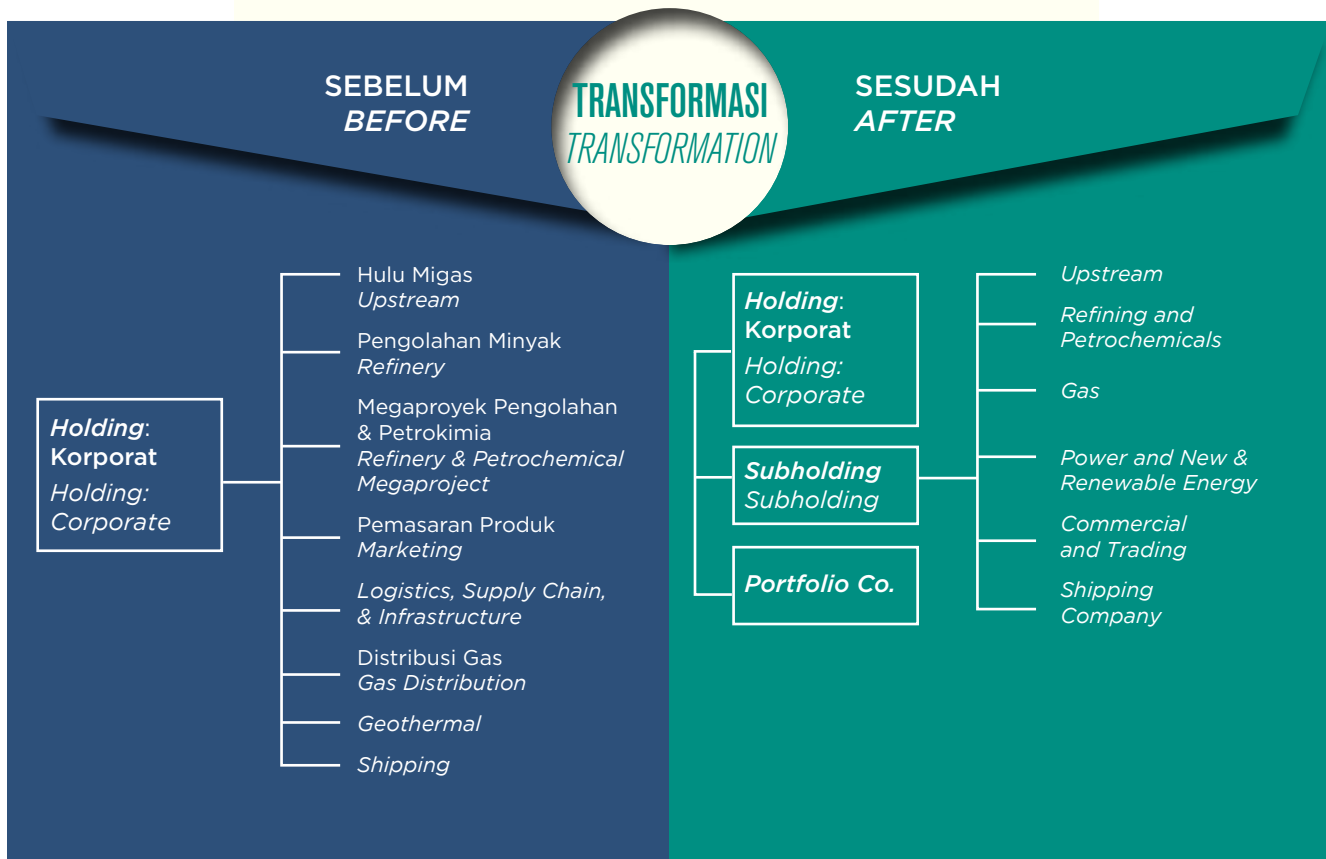 SEBELUM
BEFORE
TRANSFORMASI
TRANSFORMATION
SESUDAH
AFTER
Holding:
Korporat
Holding:
Corporate
Hulu Migas
Upstream
Pengolahan Minyak
Refinery
Megaproyek Pengolahan
& Petrokimia
Refinery & Petrochemical
Megaproject
Pemasaran Produk
Marketing
Logistics, Supply Chain,
& Infrastructure
Distribusi Gas
Gas Distribution
Geothermal
Shipping
Holding:
Korporat
Holding:
Corporate
Subholding
Subholding
Portfolio Co.
Upstream
Refining and
Petrochemicals
Gas
Power and New &
Renewable Energy
Commercial
and Trading
Shipping
Company